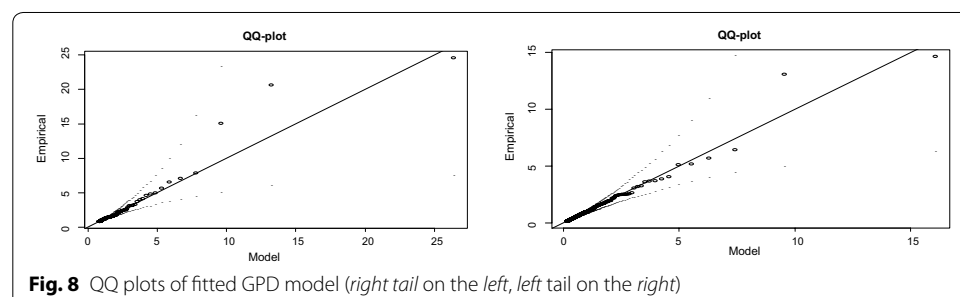 QQ-plot
Empirical
0 5 10 15 20 25
0 5 10 15 20 25
Model
QQ-plot
Empirical
0 5 10 15
0 5 10 15
Model
Fig. 8 QQ plots of fitted GPD model (right tail on the left, left tail on the right)